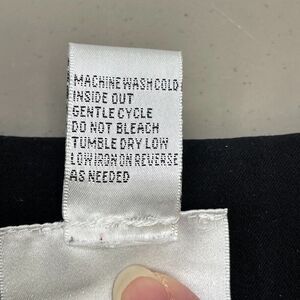 MACHINE WASH COLD
INSIDE OUT
GENTLE CYCLE
DO NOT BLEACH
TUMBLE DRY LOW
LOW IRON ON REVERSE
AS NEEDED